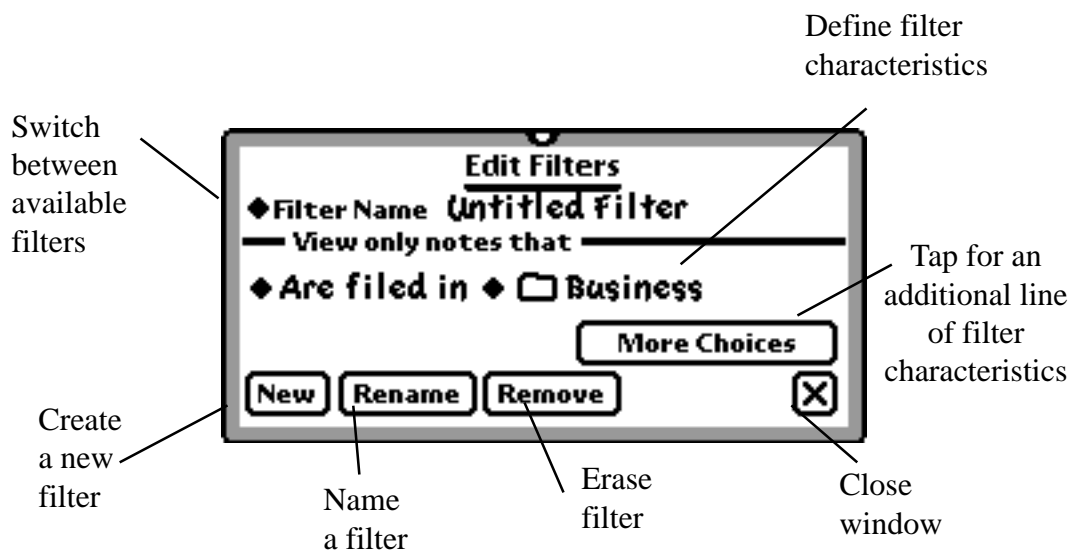 Define filter
characteristics
Switch
between
available
filters
Edit Filters
◆Filter Name Untitled Filter
View only notes that
◆ Are filed in ◆ Business
More Choices
New Rename Remove X
Tap for an
additional line
of filter
characteristics
Create
a new
filter
Name
a filter
Erase
filter
Close
window